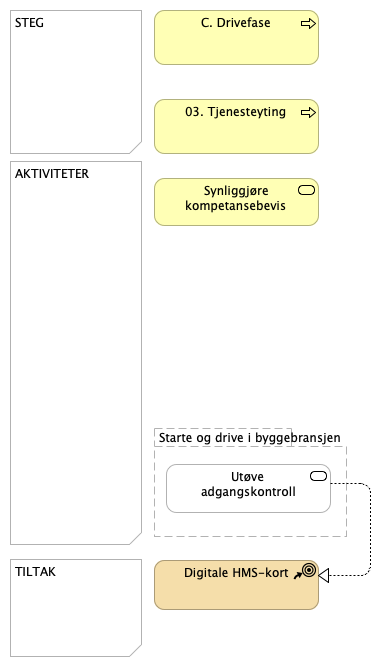 STEG
C. Drivefase
03. Tjenesteyting
AKTIVITETER
Synliggjøre
kompetansebevis
Starte og drive i byggebransjen
Utøve
adgangskontroll
TILTAK
Digitale HMS-kort